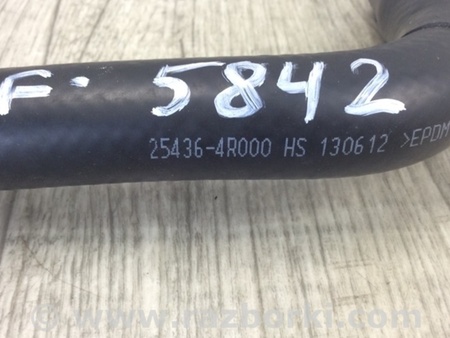 F. 5842
25436-4R000 HS 130612 >EPDM
© www.razborki.com